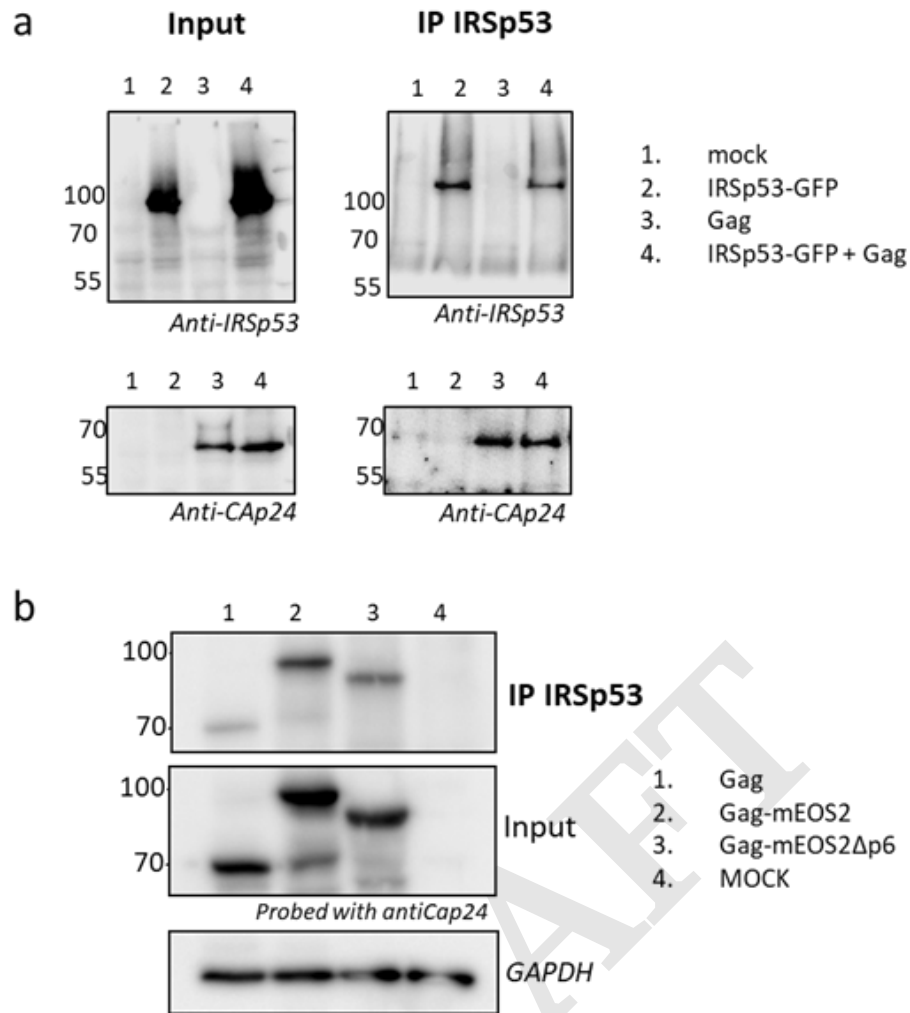 a
Input
IP IRSp53
1 2 3 4
1 2 3 4
100
70
55
Anti-IRSp53
100
70
55
Anti-IRSp53
1. mock
2. IRSp53-GFP
3. Gag
4. IRSp53-GFP + Gag
1 2 3 4
1 2 3 4
70
55
Anti-CAp24
70
55
Anti-CAp24
b
1 2 3 4
100
70
IP IRSp53
100
70
Input
Probed with antiCap24
GAPDH
1. Gag
2. Gag-mEOS2
3. Gag-mEOS2Δp6
4. MOCK
AFT